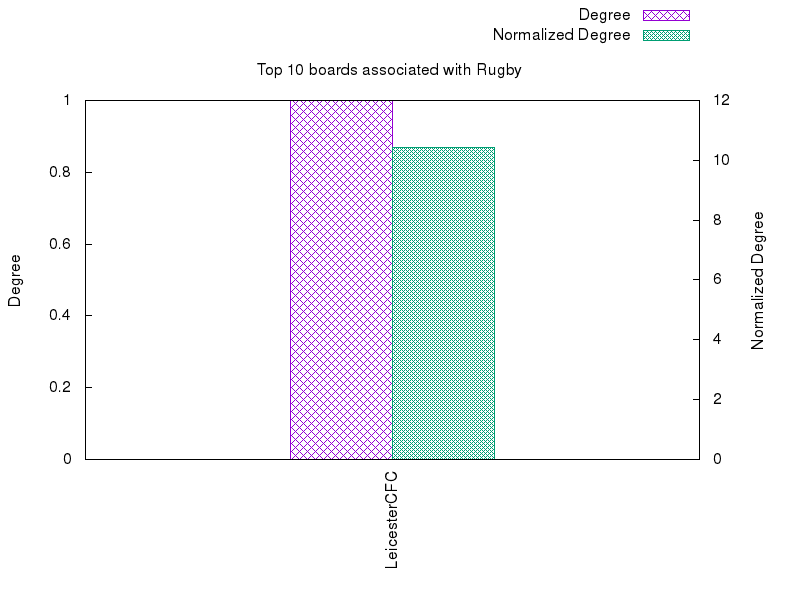 Degree
Normalized Degree
Top 10 boards associated with Rugby
1
0.8
0.6
0.4
0.2
0
12
10
8
6
4
2
0
Degree
Normalized Degree
LeicesterCFC